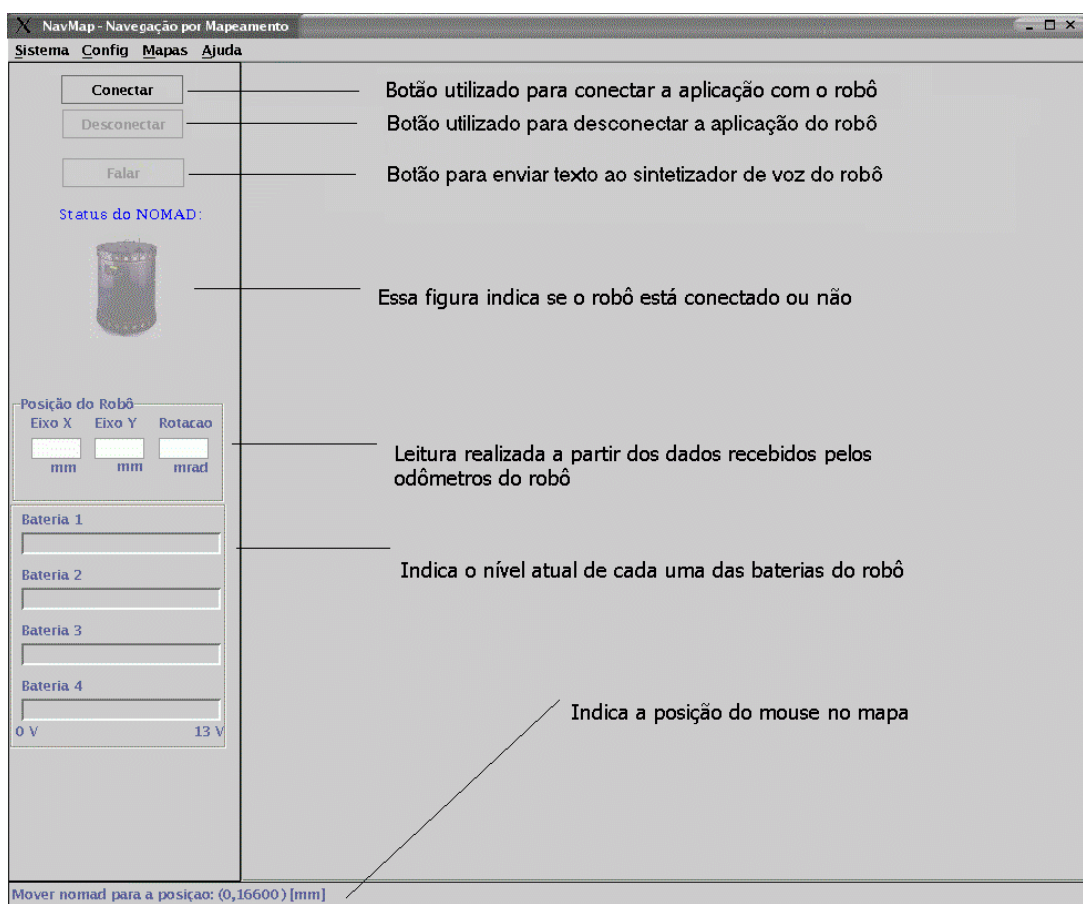 NavMap - Navegação por Mapeamento
Sistema Config Mapas Ajuda
Conectar
Botão utilizado para conectar a aplicação com o robô
Desconectar
Botão utilizado para desconectar a aplicação do robô
Falar
Botão para enviar texto ao sintetizador de voz do robô
Status do NOMAD:
Essa figura indica se o robô está conectado ou não
Posição do Robô
Eixo X Eixo Y Rotacao
mm mm mrad
Leitura realizada a partir dos dados recebidos pelos
odômetros do robô
Bateria 1
Bateria 2
Bateria 3
Bateria 4
0 V 13 V
Indica o nível atual de cada uma das baterias do robô
Indica a posição do mouse no mapa
Mover nomad para a posiçao: (0,16600) [mm]